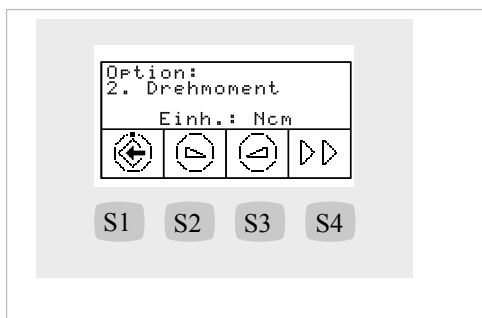 Option:
2. Drehmoment
Einh.: Ncm
S1 S2 S3 S4